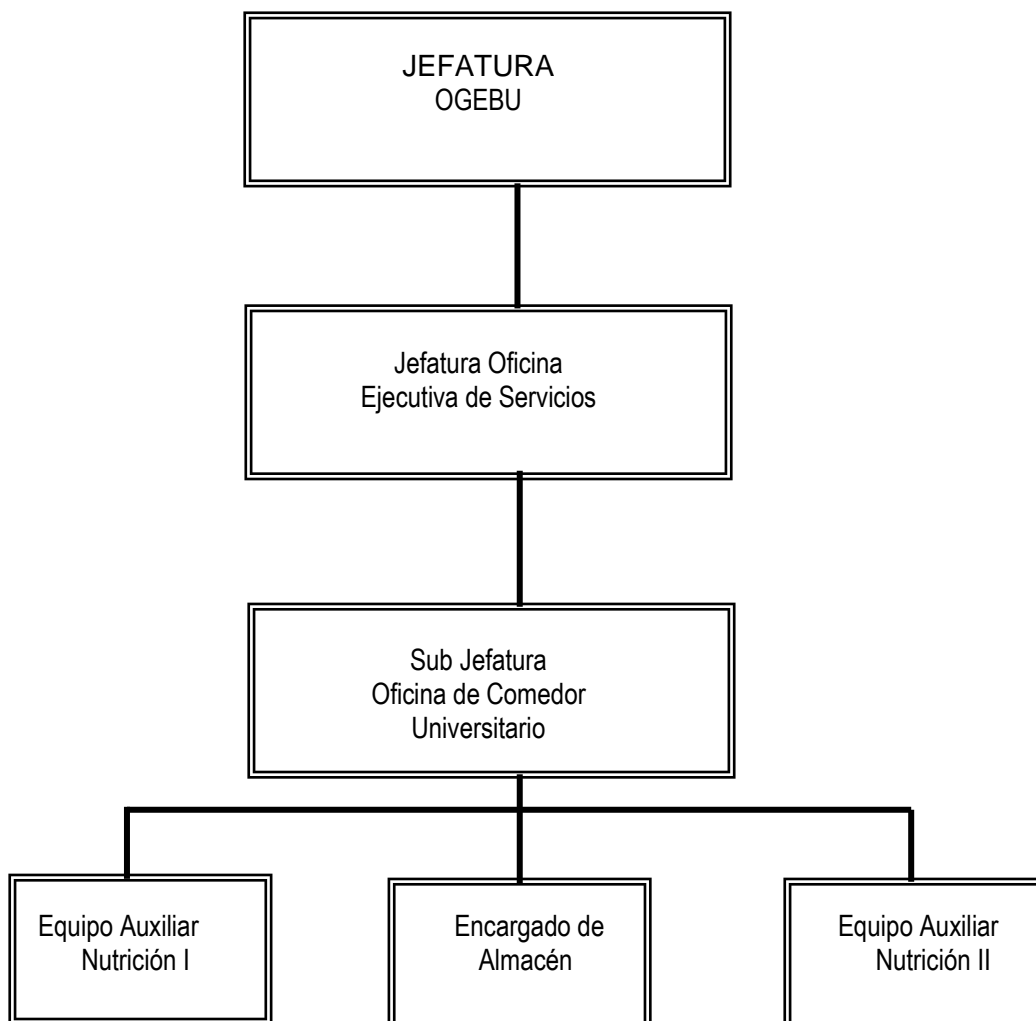 JEFATURA
OGEBU
Jefatura Oficina
Ejecutiva de Servicios
Sub Jefatura
Oficina de Comedor
Universitario
Equipo Auxiliar
Nutrición I
Encargado de
Almacén
Equipo Auxiliar
Nutrición II